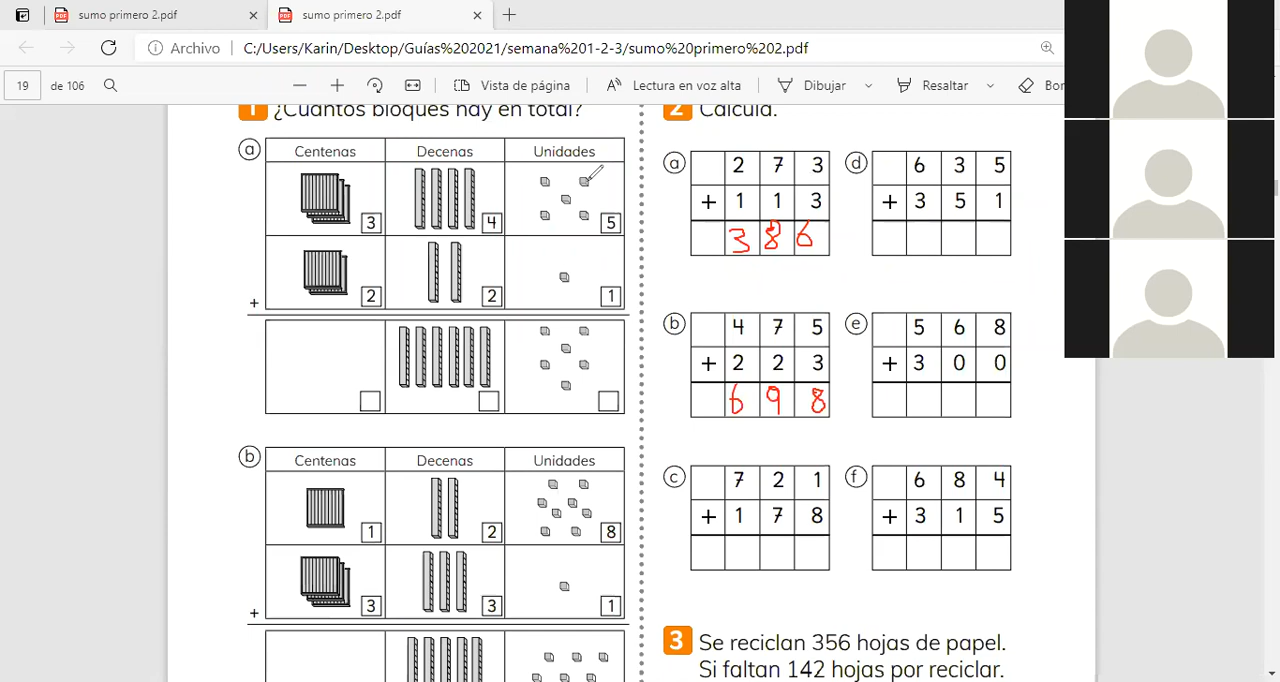 sumo primero 2.pdf
sumo primero 2.pdf
Archivo
C:/Users/Karin/Desktop/Guías%202021/semana%201-2-3/sumo%20primero%202.pdf
19 de 106
Vista de página
Lectura en voz alta
Dibujar
Resaltar
Bor
1 ¿Cuántos bloques hay en total?
a
Centenas Decenas Unidades
3 4 5
+ 2 2 1
b
Centenas Decenas Unidades
1 2 8
+ 3 3 1
2 Calcula.
a
2 7 3
+ 1 1 3
3 8 6
b
4 7 5
+ 2 2 3
6 9 8
c
7 2 1
+ 1 7 8
d
6 3 5
+ 3 5 1
e
5 6 8
+ 3 0 0
f
6 8 4
+ 3 1 5
3 Se reciclan 356 hojas de papel.
Si faltan 142 hojas por reciclar.